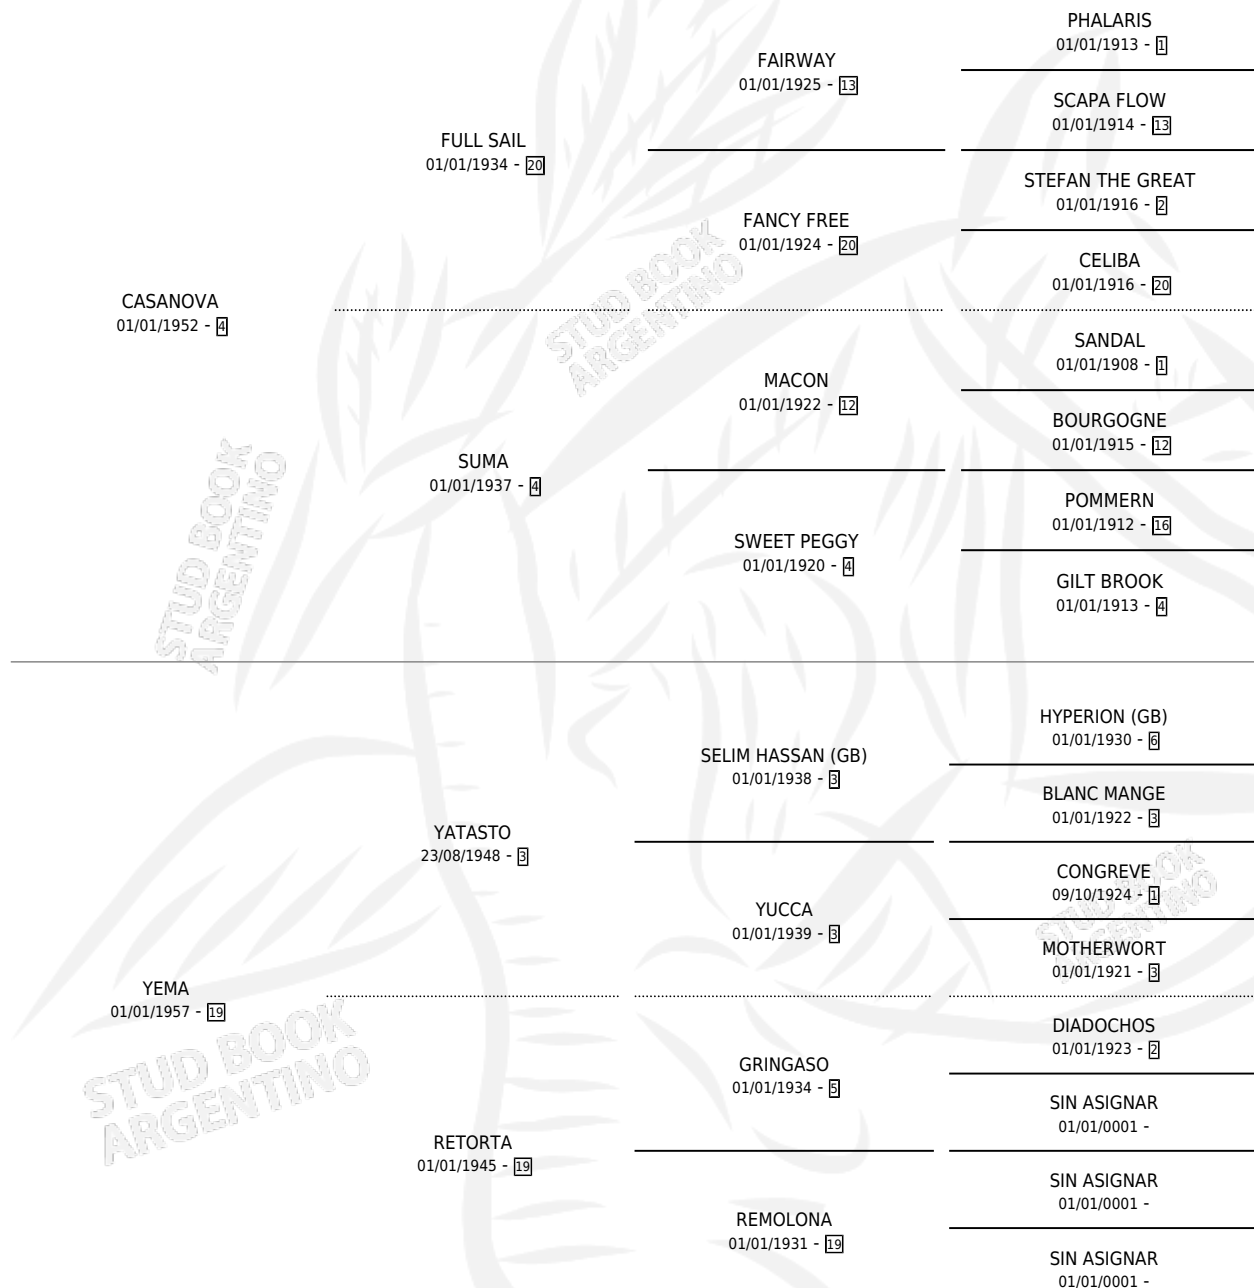 PHALARIS
01/01/1913 - 1
FAIRWAY
01/01/1925 - 13
SCAPA FLOW
01/01/1914 - 13
FULL SAIL
01/01/1934 - 20
STEFAN THE GREAT
01/01/1916 - 2
FANCY FREE
01/01/1924 - 20
CELIBA
01/01/1916 - 20
CASANOVA
01/01/1952 - 4
STUD BOOK
ARGENTINO
SANDAL
01/01/1908 - 1
MACON
01/01/1922 - 12
BOURGOGNE
01/01/1915 - 12
SUMA
01/01/1937 - 4
POMMERN
01/01/1912 - 16
SWEET PEGGY
01/01/1920 - 4
GILT BROOK
01/01/1913 - 4
STUD BOOK
ARGENTINO
HYPERION (GB)
01/01/1930 - 6
SELIM HASSAN (GB)
01/01/1938 - 3
BLANC MANGE
01/01/1922 - 3
YATASTO
23/08/1948 - 3
CONGREVE
09/10/1924 - 1
YUCCA
01/01/1939 - 3
MOTHERWORT
01/01/1921 - 3
STUD BOOK
ARGENTINO
YEMA
01/01/1957 - 19
DIADOCHOS
01/01/1923 - 2
GRINGASO
01/01/1934 - 5
SIN ASIGNAR
01/01/0001 -
STUD BOOK
ARGENTINO
RETORTA
01/01/1945 - 19
SIN ASIGNAR
01/01/0001 -
REMOLONA
01/01/1931 - 19
SIN ASIGNAR
01/01/0001 -